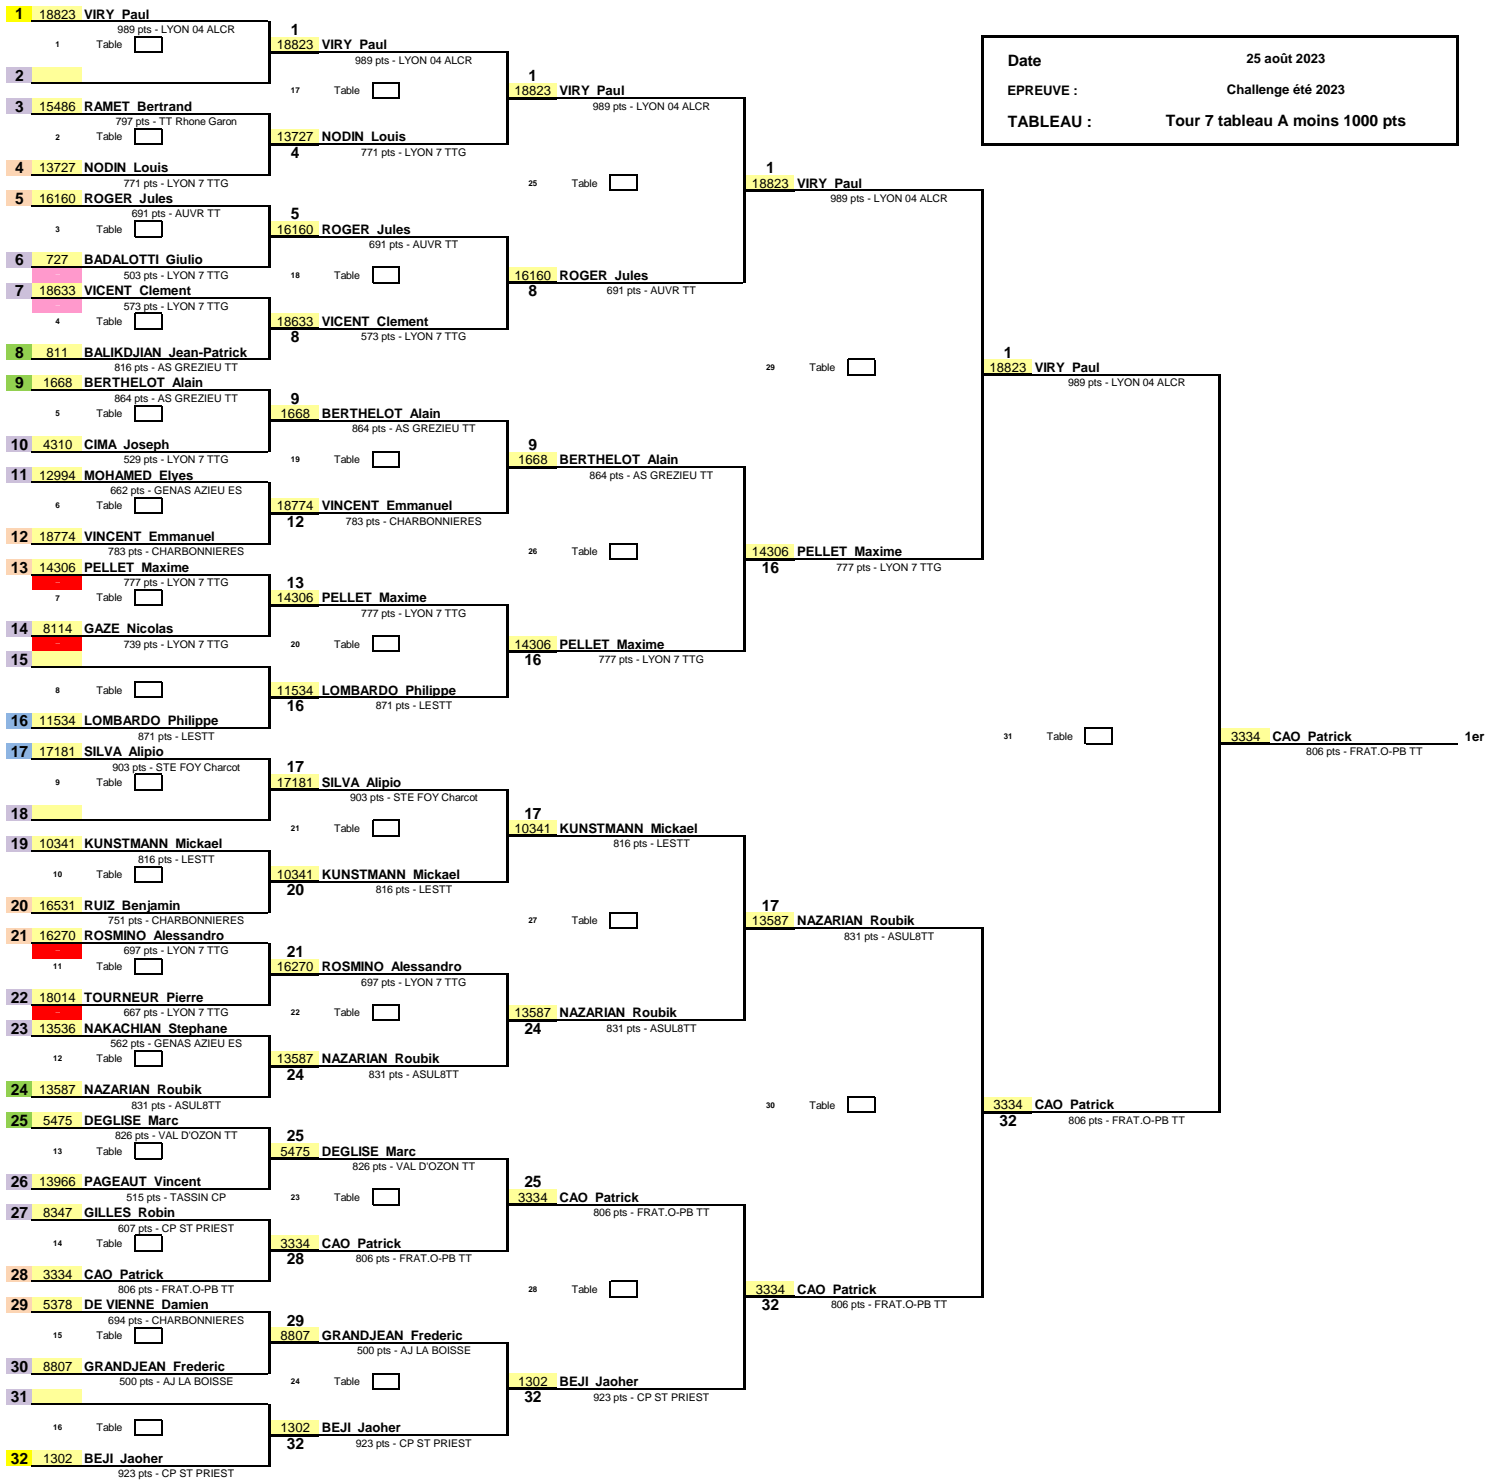 Date 25 août 2023
EPREUVE : Challenge été 2023
TABLEAU : Tour 7 tableau A moins 1000 pts
1 18823 VIRY Paul
989 pts - LYON 04 ALCR
1 Table
2
3 15486 RAMET Bertrand
797 pts - TT Rhone Garon
2 Table
4 13727 NODIN Louis
771 pts - LYON 7 TTG
5 16160 ROGER Jules
691 pts - AUVR TT
3 Table
6 727 BADALOTTI Giulio
503 pts - LYON 7 TTG
7 18633 VICENT Clement
573 pts - LYON 7 TTG
4 Table
8 811 BALIKDJIAN Jean-Patrick
816 pts - AS GREZIEU TT
9 1668 BERTHELOT Alain
864 pts - AS GREZIEU TT
5 Table
10 4310 CIMA Joseph
529 pts - LYON 7 TTG
11 12994 MOHAMED Elyes
662 pts - GENAS AZIEU ES
6 Table
12 18774 VINCENT Emmanuel
783 pts - CHARBONNIERES
13 14306 PELLET Maxime
777 pts - LYON 7 TTG
7 Table
14 8114 GAZE Nicolas
739 pts - LYON 7 TTG
15
8 Table
16 11534 LOMBARDO Philippe
871 pts - LESTT
17 17181 SILVA Alipio
903 pts - STE FOY Charcot
9 Table
18
19 10341 KUNSTMANN Mickael
816 pts - LESTT
10 Table
20 16531 RUIZ Benjamin
751 pts - CHARBONNIERES
21 16270 ROSMINO Alessandro
697 pts - LYON 7 TTG
11 Table
22 18014 TOURNEUR Pierre
667 pts - LYON 7 TTG
23 13536 NAKACHIAN Stephane
562 pts - GENAS AZIEU ES
12 Table
24 13587 NAZARIAN Roubik
831 pts - ASUL8TT
25 5475 DEGLISE Marc
826 pts - VAL D'OZON TT
13 Table
26 13966 PAGEAUT Vincent
515 pts - TASSIN CP
27 8347 GILLES Robin
607 pts - CP ST PRIEST
14 Table
28 3334 CAO Patrick
806 pts - FRAT.O-PB TT
29 5378 DE VIENNE Damien
694 pts - CHARBONNIERES
15 Table
30 8807 GRANDJEAN Frederic
500 pts - AJ LA BOISSE
31
16 Table
32 1302 BEJI Jaoher
923 pts - CP ST PRIEST
1
18823 VIRY Paul
989 pts - LYON 04 ALCR
17 Table
13727 NODIN Louis
4 771 pts - LYON 7 TTG
5
16160 ROGER Jules
691 pts - AUVR TT
18 Table
18633 VICENT Clement
8 573 pts - LYON 7 TTG
9
1668 BERTHELOT Alain
864 pts - AS GREZIEU TT
19 Table
18774 VINCENT Emmanuel
12 783 pts - CHARBONNIERES
13
14306 PELLET Maxime
777 pts - LYON 7 TTG
20 Table
11534 LOMBARDO Philippe
16 871 pts - LESTT
17
17181 SILVA Alipio
903 pts - STE FOY Charcot
21 Table
10341 KUNSTMANN Mickael
20 816 pts - LESTT
21
16270 ROSMINO Alessandro
697 pts - LYON 7 TTG
22 Table
13587 NAZARIAN Roubik
24 831 pts - ASUL8TT
25
5475 DEGLISE Marc
826 pts - VAL D'OZON TT
23 Table
3334 CAO Patrick
28 806 pts - FRAT.O-PB TT
29
8807 GRANDJEAN Frederic
500 pts - AJ LA BOISSE
24 Table
1302 BEJI Jaoher
32 923 pts - CP ST PRIEST
1
18823 VIRY Paul
989 pts - LYON 04 ALCR
25 Table
16160 ROGER Jules
8 691 pts - AUVR TT
9
1668 BERTHELOT Alain
864 pts - AS GREZIEU TT
26 Table
14306 PELLET Maxime
16 777 pts - LYON 7 TTG
17
10341 KUNSTMANN Mickael
816 pts - LESTT
27 Table
13587 NAZARIAN Roubik
24 831 pts - ASUL8TT
25
3334 CAO Patrick
806 pts - FRAT.O-PB TT
28 Table
1302 BEJI Jaoher
32 923 pts - CP ST PRIEST
1
18823 VIRY Paul
989 pts - LYON 04 ALCR
29 Table
14306 PELLET Maxime
16 777 pts - LYON 7 TTG
17
13587 NAZARIAN Roubik
831 pts - ASUL8TT
30 Table
3334 CAO Patrick
32 806 pts - FRAT.O-PB TT
1
18823 VIRY Paul
989 pts - LYON 04 ALCR
31 Table
3334 CAO Patrick
32 806 pts - FRAT.O-PB TT
3334 CAO Patrick 1er
806 pts - FRAT.O-PB TT